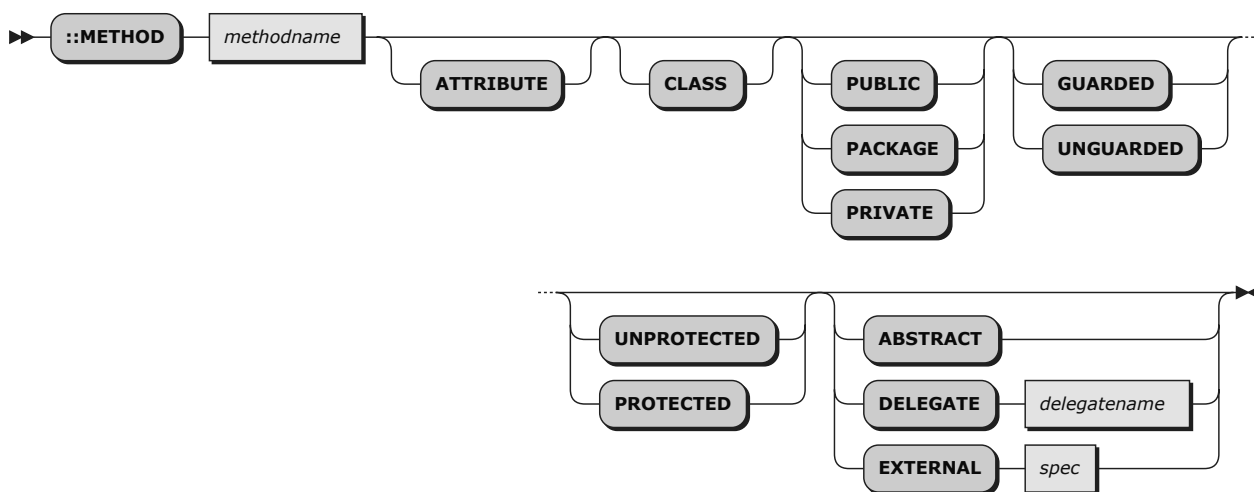 ::METHOD methodname
ATTRIBUTE CLASS PUBLIC GUARDED
PACKAGE UNGUARDED
PRIVATE
UNPROTECTED ABSTRACT
PROTECTED DELEGATE delegatename
EXTERNAL spec